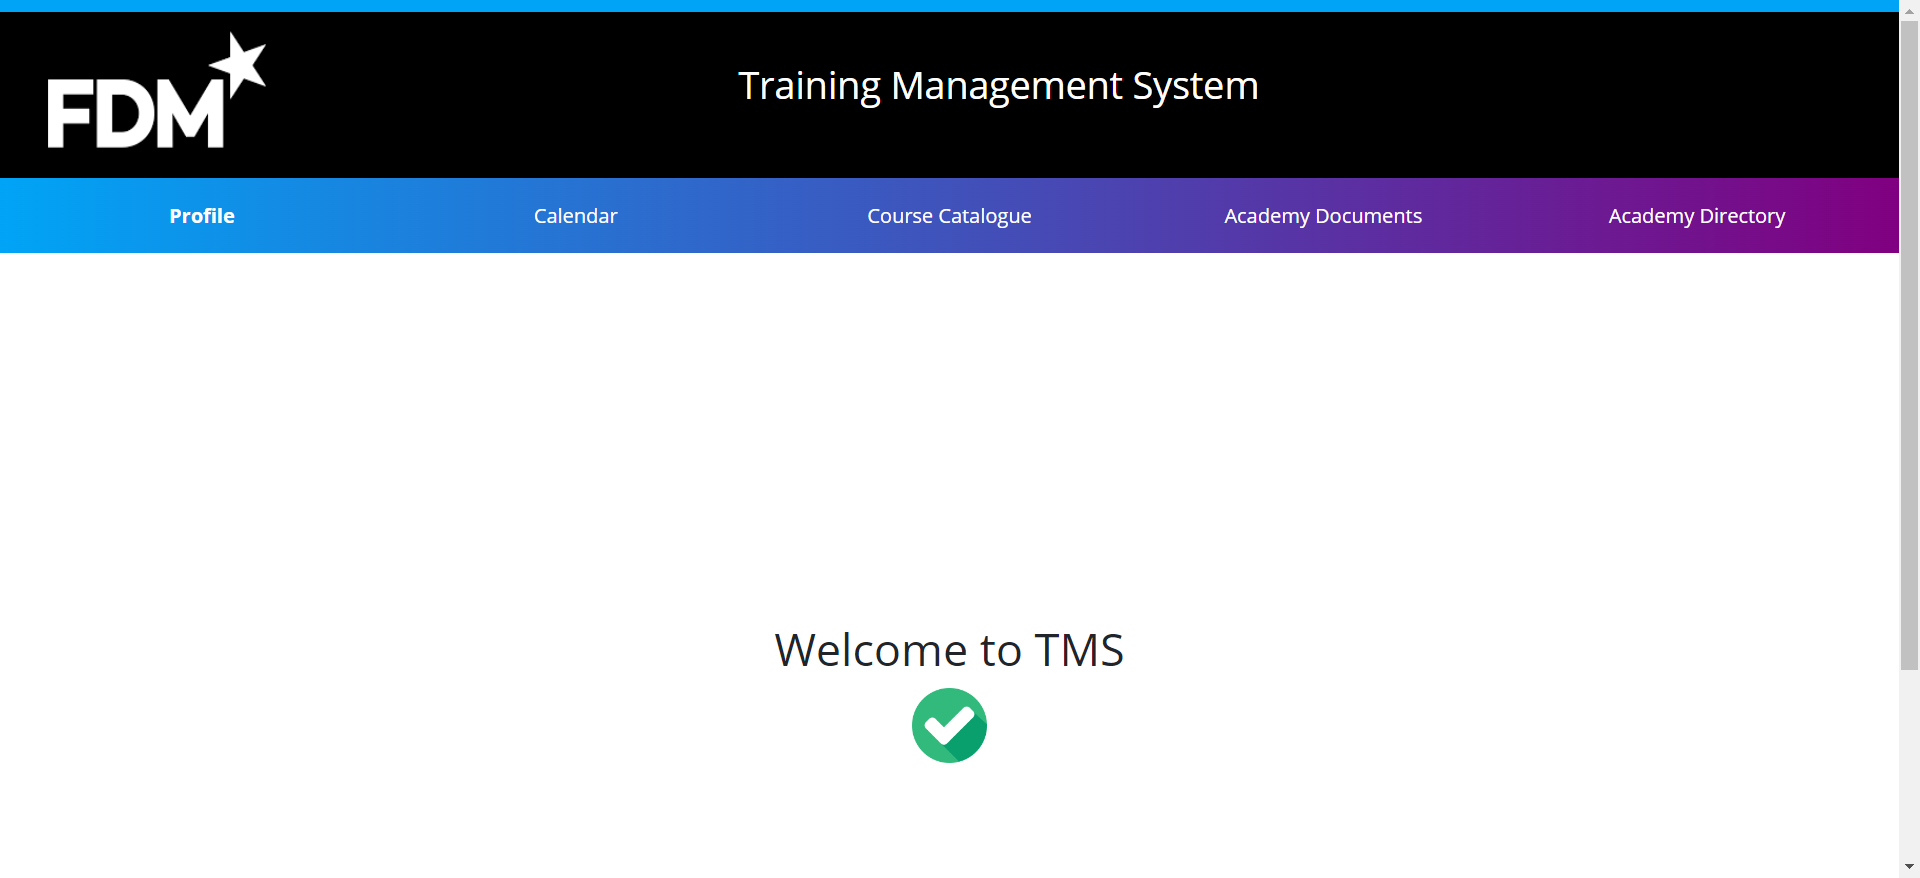 FDM
Training Management System
Profile
Calendar
Course Catalogue
Academy Documents
Academy Directory
Welcome to TMS